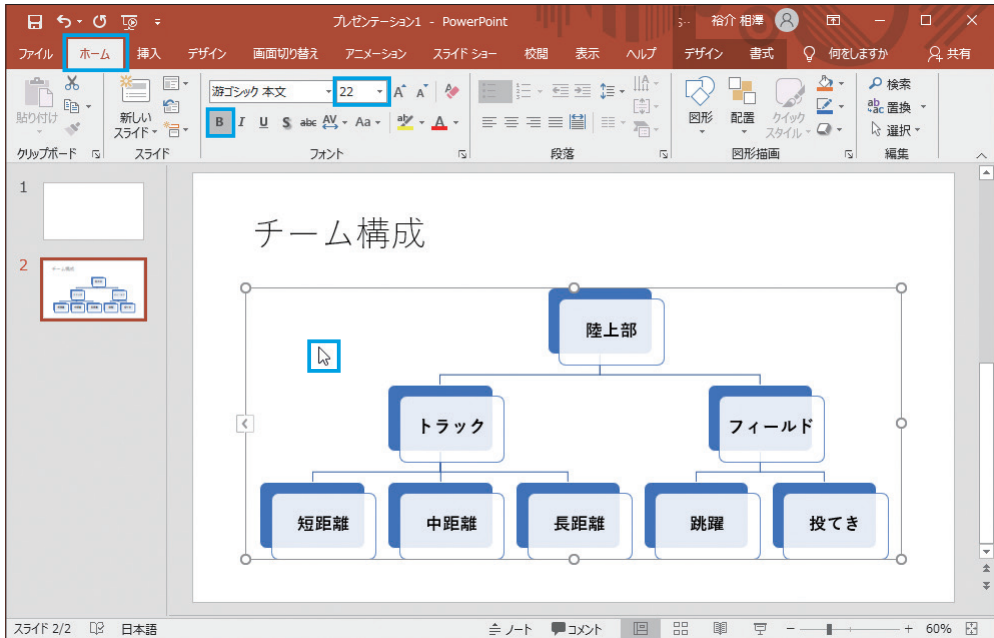 プレゼンテーション1 - PowerPoint
s… 裕介 相澤
ファイル ホーム 挿入 デザイン 画面切り替え アニメーション スライド ショー 校閲 表示 ヘルプ デザイン 書式 何をしますか 共有
貼り付け
新しい
スライド
游ゴシック 本文 22 A A
B I U S abc AV Aa aby A
図形 配置 クイック
スタイル
検索
置換
選択
クリップボード スライド フォント 段落 図形描画 編集
1
2
チーム構成
陸上部
トラック フィールド
短距離 中距離 長距離 跳躍 投てき
スライド 2/2 日本語 ノート コメント 60%